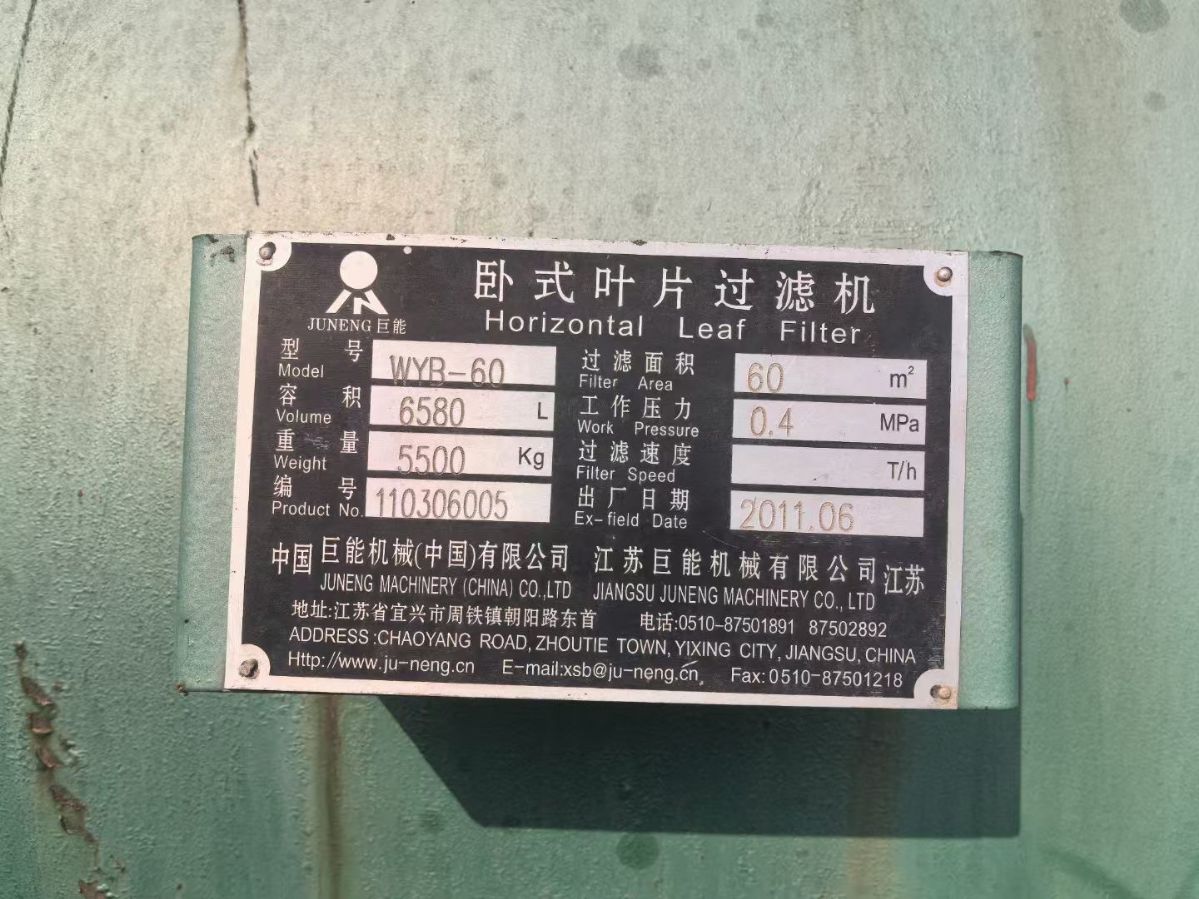 卧式叶片过滤机
JUNENG 巨能
Horizontal Leaf Filter
型号 Model WYB-60
过滤面积 Filter Area 60 m²
容积 Volume 6580 L
工作压力 Work Pressure 0.4 MPa
重量 Weight 5500 Kg
过滤速度 Filter Speed T/h
编号 Product No. 110306005
出厂日期 Ex-field Date 2011.06
中国 巨能机械(中国)有限公司 江苏巨能机械有限公司 江苏
JUNENG MACHINERY (CHINA) CO.,LTD JIANGSU JUNENG MACHINERY CO., LTD
地址:江苏省宜兴市周铁镇朝阳路东首 电话:0510-87501891 87502892
ADDRESS:CHAOYANG ROAD, ZHOUTIE TOWN, YIXING CITY, JIANGSU, CHINA
Http://www.ju-neng.cn E-mail:xsb@ju-neng.cn Fax: 0510-87501218